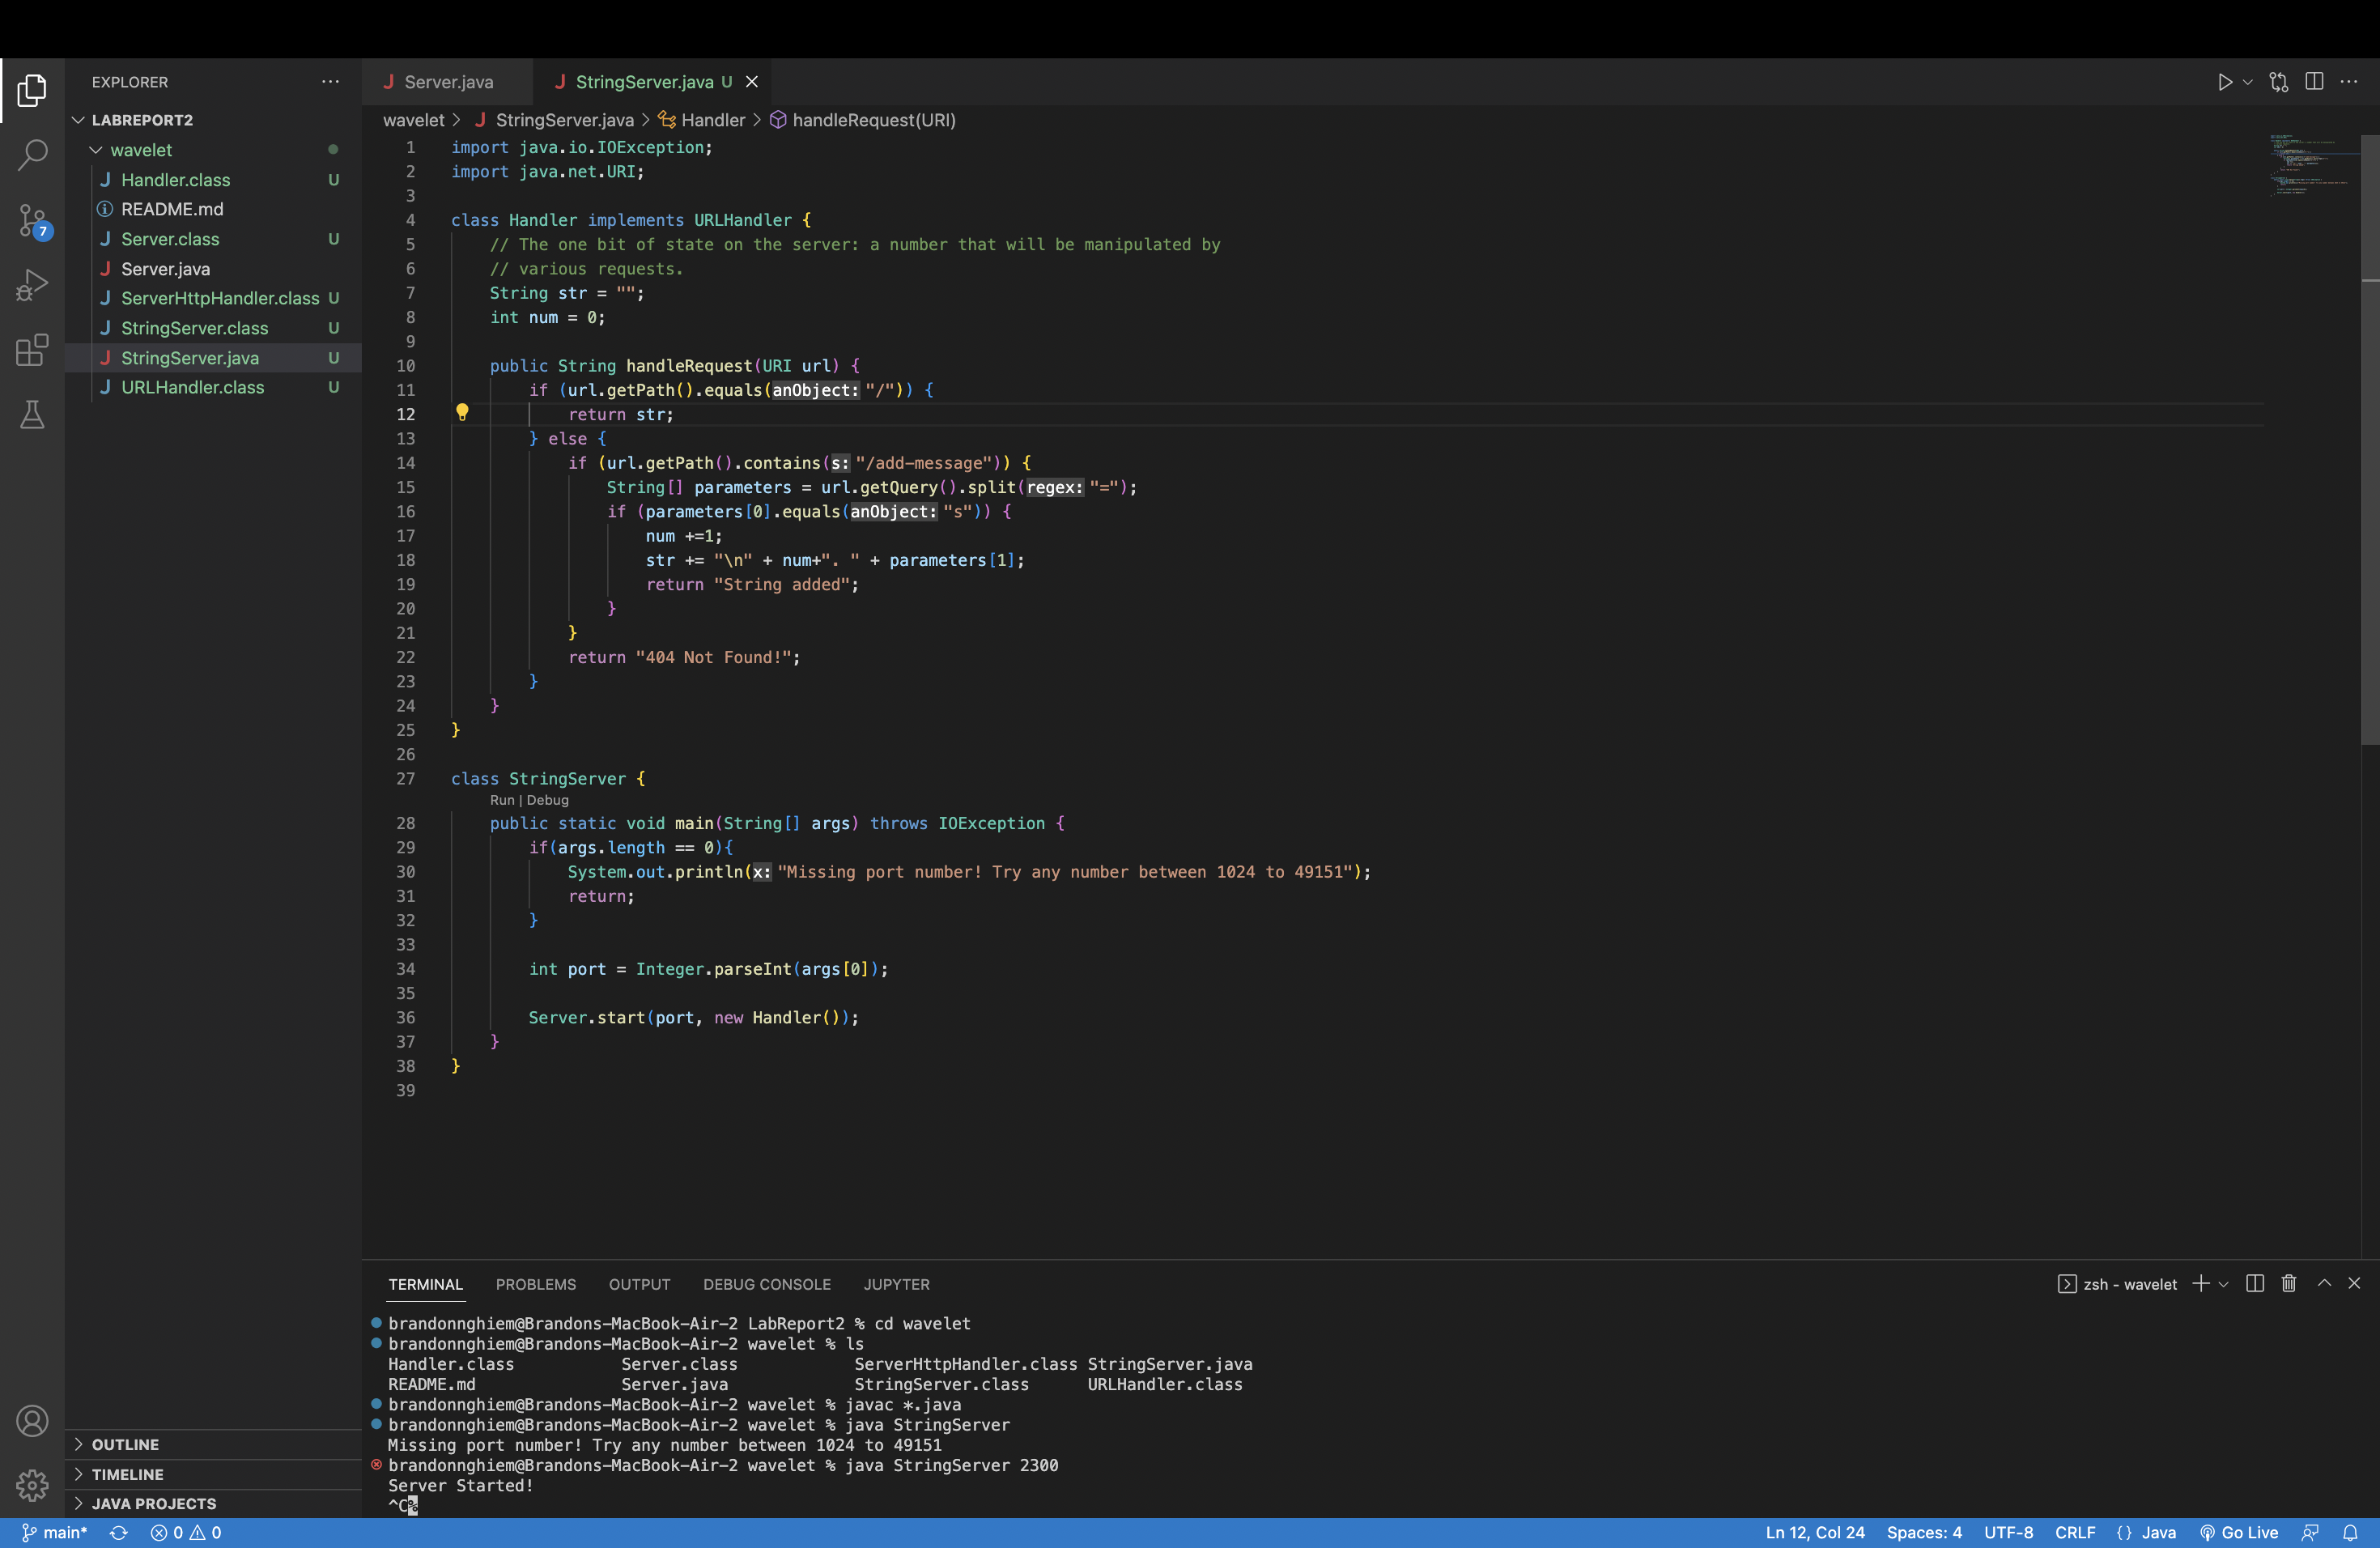 EXPLORER
LABREPORT2
wavelet
Handler.class U
README.md
Server.class U
Server.java
ServerHttpHandler.class U
StringServer.class U
StringServer.java U
URLHandler.class U
OUTLINE
TIMELINE
JAVA PROJECTS
7
Server.java
StringServer.java U
wavelet > StringServer.java > Handler > handleRequest(URI)
1 import java.io.IOException;
2 import java.net.URI;
3
4 class Handler implements URLHandler {
5     // The one bit of state on the server: a number that will be manipulated by
6     // various requests.
7     String str = "";
8     int num = 0;
9
10     public String handleRequest(URI url) {
11         if (url.getPath().equals(anObject: "/")) {
12             return str;
13         } else {
14             if (url.getPath().contains(s: "/add-message")) {
15                 String[] parameters = url.getQuery().split(regex: "=");
16                 if (parameters[0].equals(anObject: "s")) {
17                     num +=1;
18                     str += "\n" + num+". " + parameters[1];
19                     return "String added";
20                 }
21             }
22             return "404 Not Found!";
23         }
24     }
25 }
26
27 class StringServer {
Run | Debug
28     public static void main(String[] args) throws IOException {
29         if(args.length == 0){
30             System.out.println(x: "Missing port number! Try any number between 1024 to 49151");
31             return;
32         }
33
34         int port = Integer.parseInt(args[0]);
35
36         Server.start(port, new Handler());
37     }
38 }
39
TERMINAL PROBLEMS OUTPUT DEBUG CONSOLE JUPYTER
zsh - wavelet
brandonnghiem@Brandons-MacBook-Air-2 LabReport2 % cd wavelet
brandonnghiem@Brandons-MacBook-Air-2 wavelet % ls
Handler.class Server.class ServerHttpHandler.class StringServer.java
README.md Server.java StringServer.class URLHandler.class
brandonnghiem@Brandons-MacBook-Air-2 wavelet % javac *.java
brandonnghiem@Brandons-MacBook-Air-2 wavelet % java StringServer
Missing port number! Try any number between 1024 to 49151
brandonnghiem@Brandons-MacBook-Air-2 wavelet % java StringServer 2300
Server Started!
^C%
main* 0 0 Ln 12, Col 24 Spaces: 4 UTF-8 CRLF {} Java Go Live